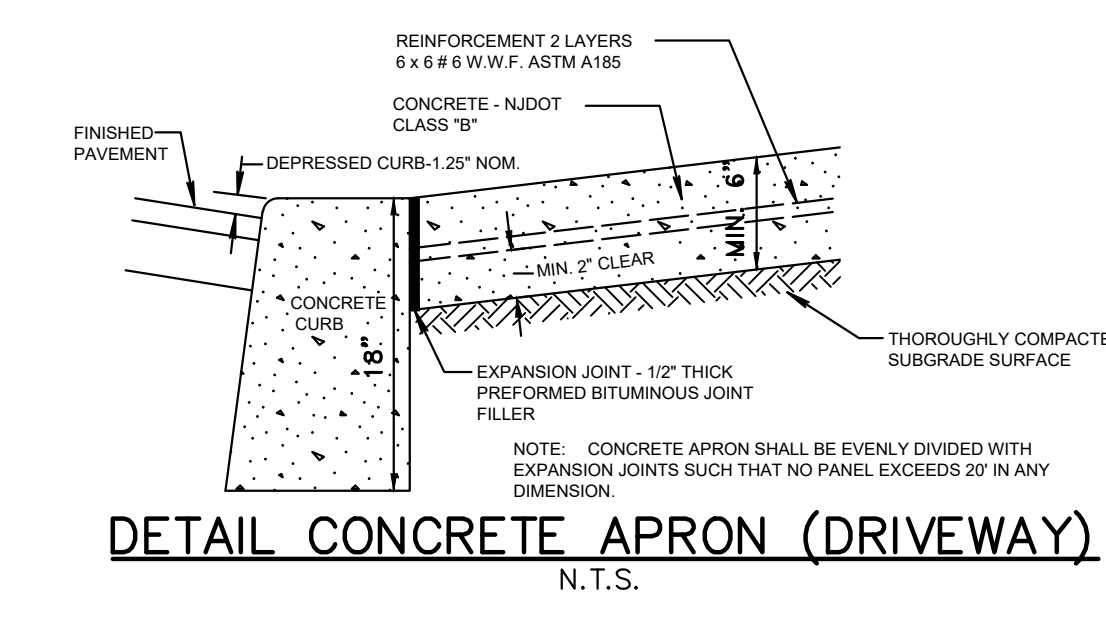 REINFORCEMENT 2 LAYERS
6 x 6 # 6 W.W.F. ASTM A185
CONCRETE - NJDOT
CLASS "B"
FINISHED
PAVEMENT
DEPRESSED CURB-1.25" NOM.
MIN. 6"
MIN. 2" CLEAR
CONCRETE
CURB
18"
THOROUGHLY COMPACTE
SUBGRADE SURFACE
EXPANSION JOINT - 1/2" THICK
PREFORMED BITUMINOUS JOINT
FILLER
NOTE: CONCRETE APRON SHALL BE EVENLY DIVIDED WITH
EXPANSION JOINTS SUCH THAT NO PANEL EXCEEDS 20' IN ANY
DIMENSION.
DETAIL CONCRETE APRON (DRIVEWAY)
N.T.S.